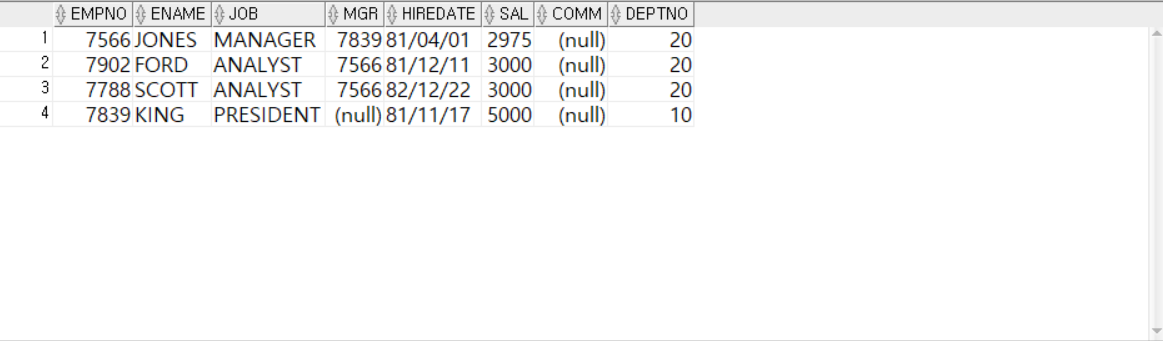 EMPNO ENAME JOB MGR HIREDATE SAL COMM DEPTNO
1 7566 JONES MANAGER 7839 81/04/01 2975 (null) 20
2 7902 FORD ANALYST 7566 81/12/11 3000 (null) 20
3 7788 SCOTT ANALYST 7566 82/12/22 3000 (null) 20
4 7839 KING PRESIDENT (null) 81/11/17 5000 (null) 10